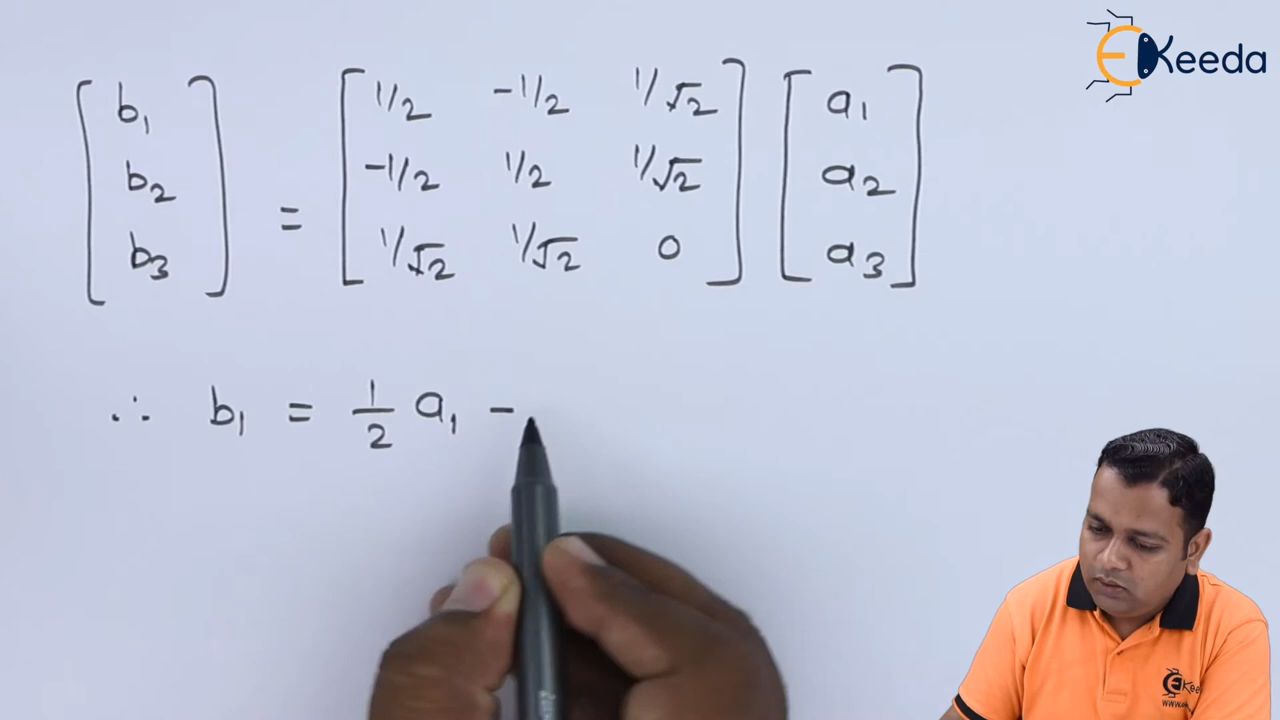 EKeeda
b₁ 1/2 -1/2 1/√2 a₁
b₂ = -1/2 1/2 1/√2 a₂
b₃ 1/√2 1/√2 0 a₃
∴ b₁ = 1/2 a₁ -